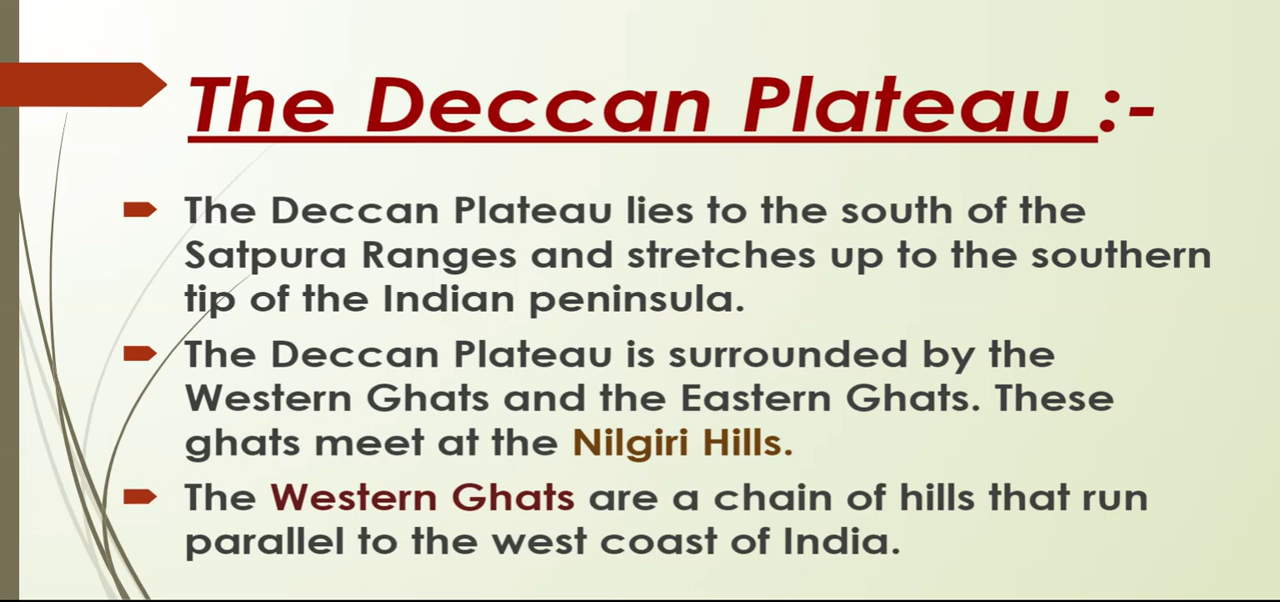 The Deccan Plateau :-
The Deccan Plateau lies to the south of the
Satpura Ranges and stretches up to the southern
tip of the Indian peninsula.
The Deccan Plateau is surrounded by the
Western Ghats and the Eastern Ghats. These
ghats meet at the Nilgiri Hills.
The Western Ghats are a chain of hills that run
parallel to the west coast of India.